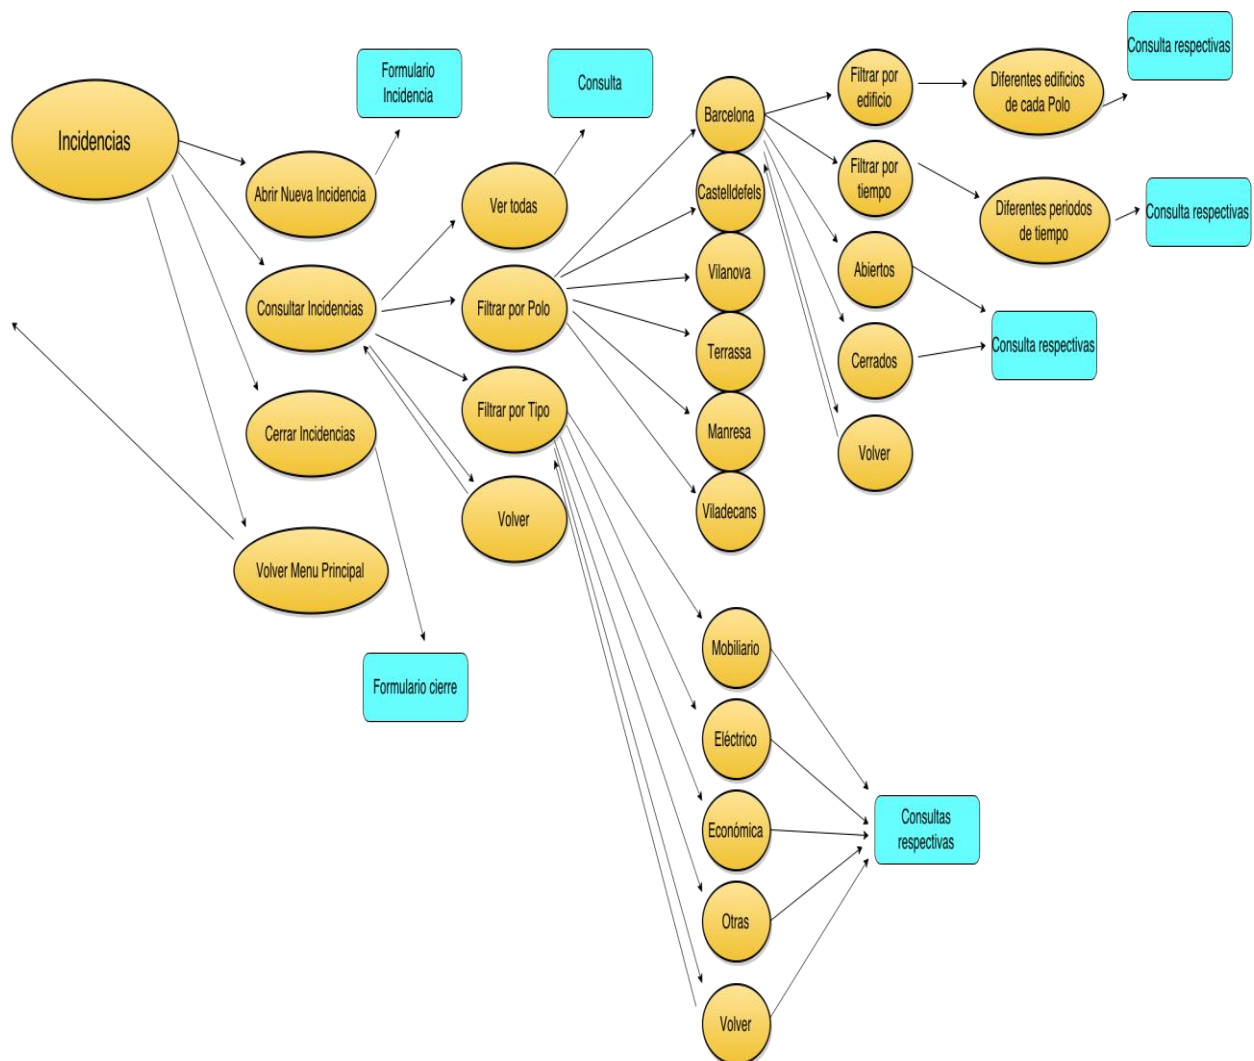 Incidencias
Formulario
Incidencia
Abrir Nueva Incidencia
Consultar Incidencias
Cerrar Incidencias
Volver Menu Principal
Formulario cierre
Consulta
Ver todas
Filtrar por Polo
Filtrar por Tipo
Volver
Barcelona
Castelldefels
Vilanova
Terrassa
Manresa
Viladecans
Filtrar por
edificio
Filtrar por
tiempo
Abiertos
Cerrados
Volver
Diferentes edificios
de cada Polo
Diferentes periodos
de tiempo
Consulta respectivas
Consulta respectivas
Consulta respectivas
Mobiliario
Eléctrico
Económica
Otras
Volver
Consultas
respectivas